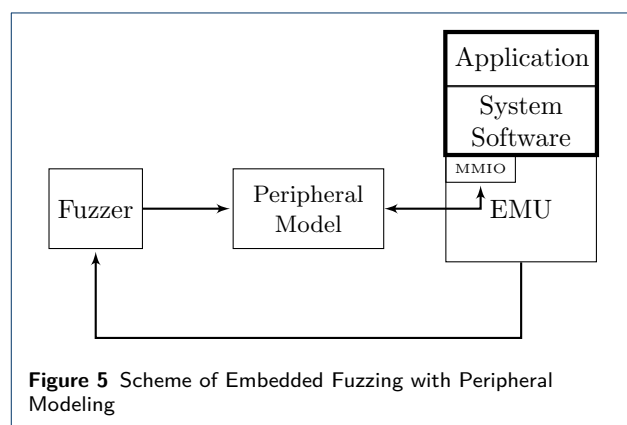 Application
System
Software
MMIO
Fuzzer
Peripheral
Model
EMU
Figure 5 Scheme of Embedded Fuzzing with Peripheral
Modeling